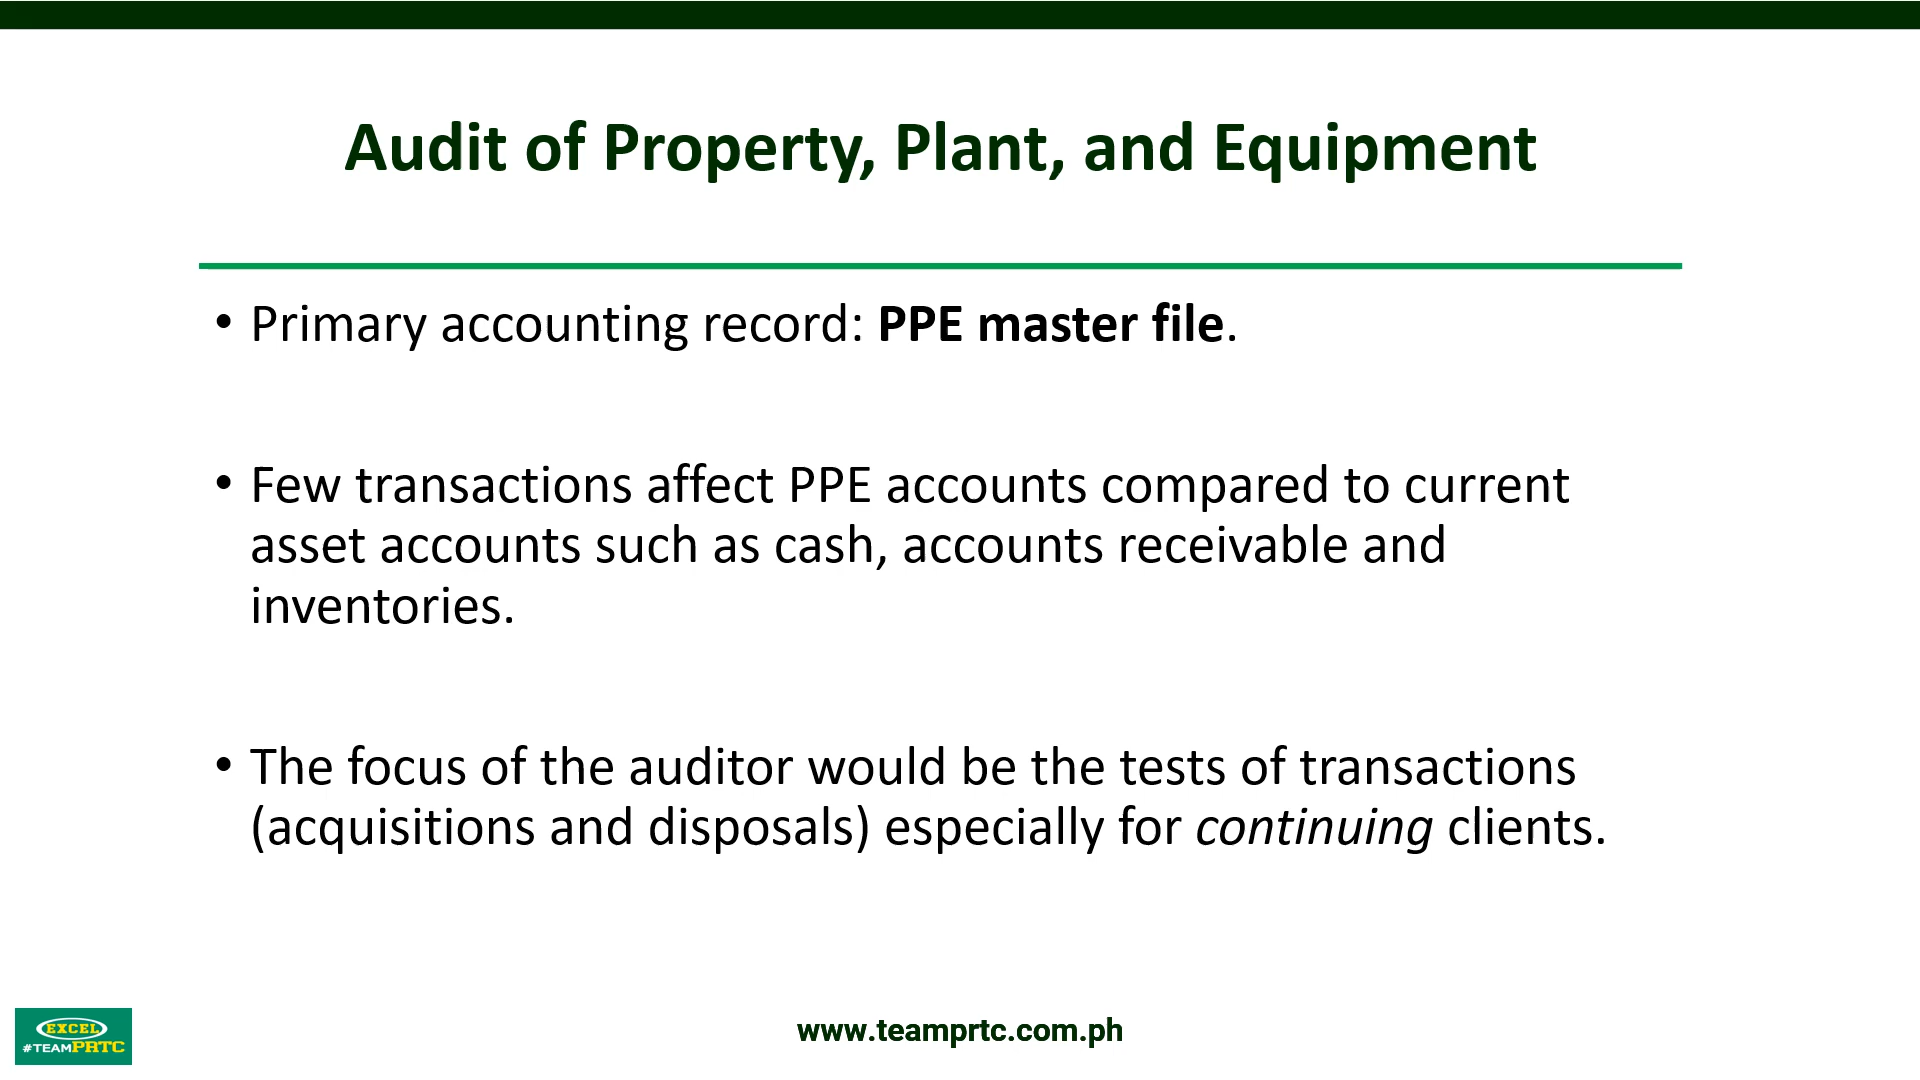 Audit of Property, Plant, and Equipment
• Primary accounting record: PPE master file.
• Few transactions affect PPE accounts compared to current
asset accounts such as cash, accounts receivable and
inventories.
• The focus of the auditor would be the tests of transactions
(acquisitions and disposals) especially for continuing clients.
EXCEL
#TEAMPRTC
www.teamprtc.com.ph